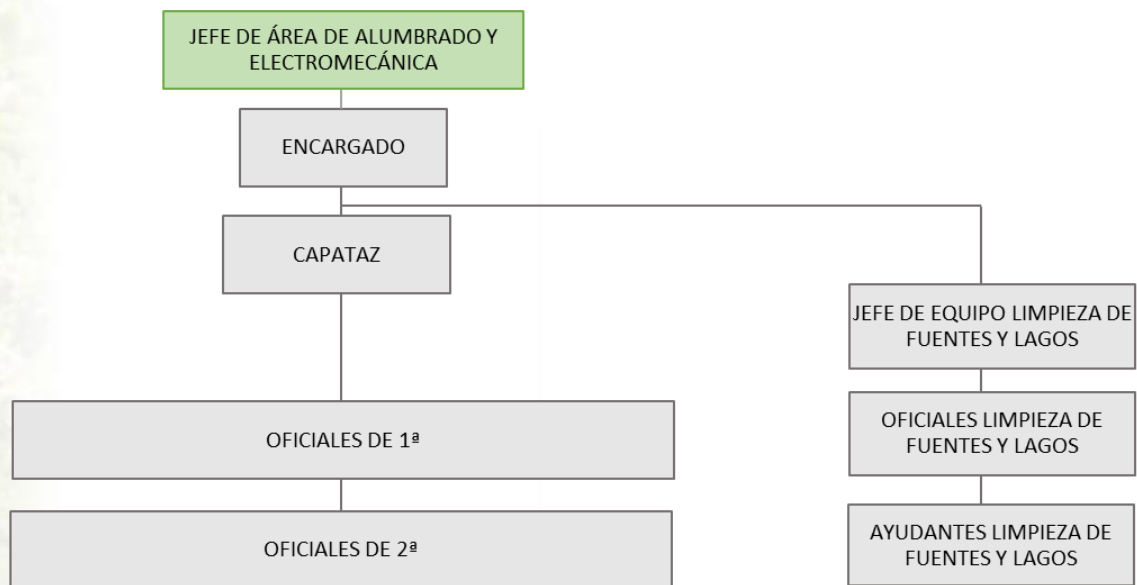 JEFE DE ÁREA DE ALUMBRADO Y
ELECTROMECÁNICA
ENCARGADO
CAPATAZ
JEFE DE EQUIPO LIMPIEZA DE
FUENTES Y LAGOS
OFICIALES LIMPIEZA DE
FUENTES Y LAGOS
OFICIALES DE 1ª
AYUDANTES LIMPIEZA DE
FUENTES Y LAGOS
OFICIALES DE 2ª